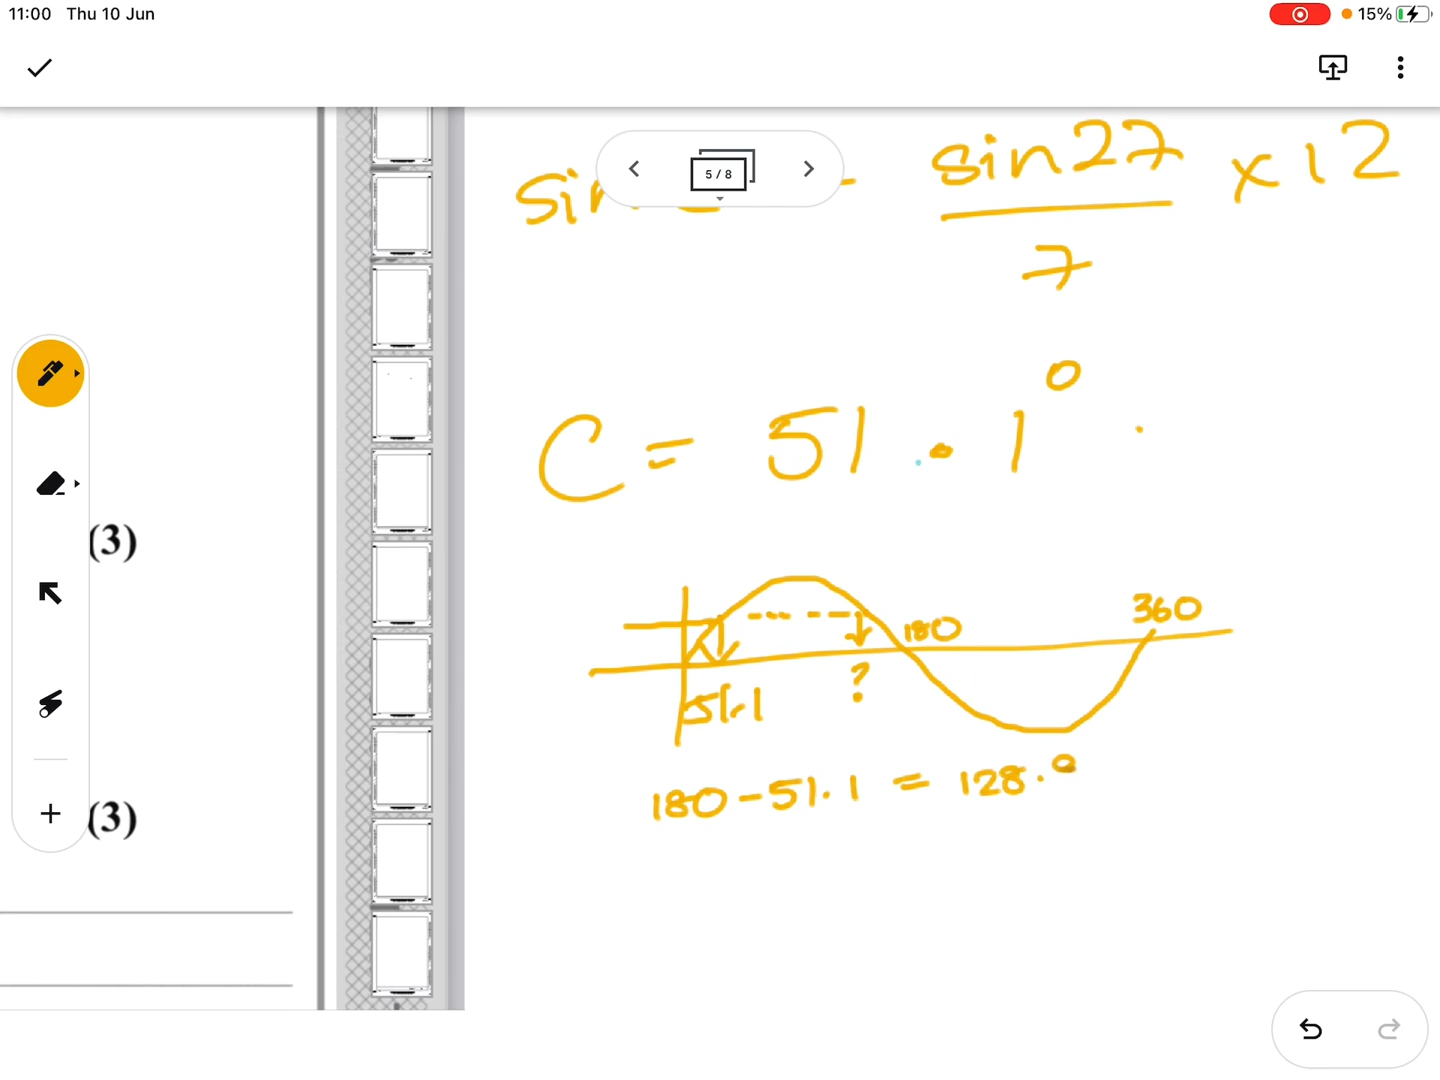 11:00 Thu 10 Jun
15%
5 / 8
sin27
× 12
7
C = 51.1°
(3)
180
360
51.1
?
180 - 51.1 = 128.
(3)